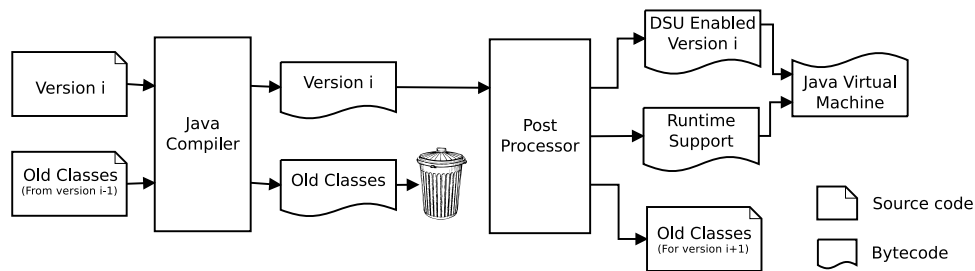 Version i
Old Classes
(From version i-1)
Java
Compiler
Version i
Old Classes
Post
Processor
DSU Enabled
Version i
Runtime
Support
Old Classes
(For version i+1)
Java Virtual
Machine
Source code
Bytecode